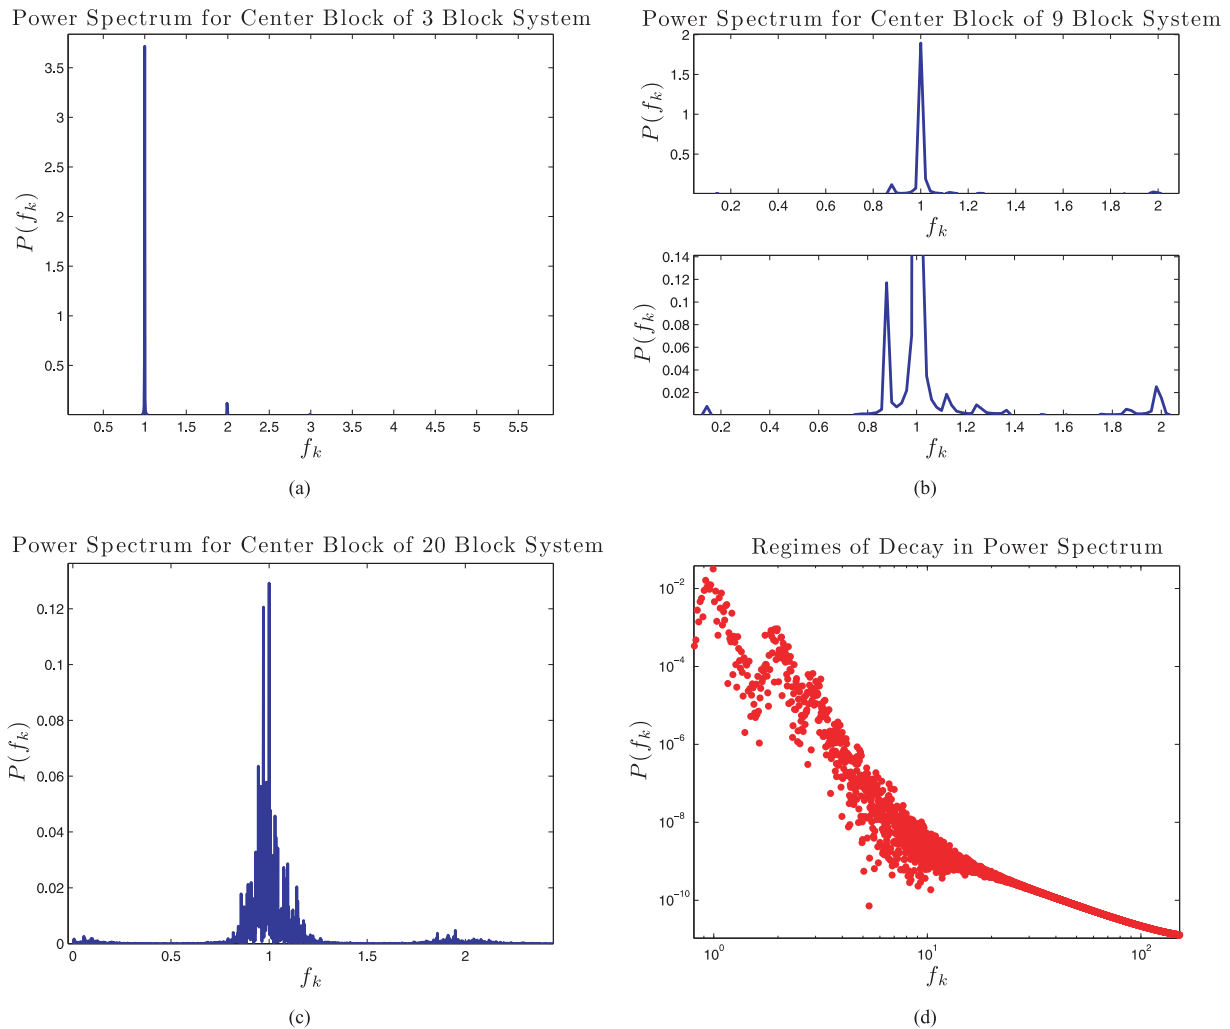 Power Spectrum for Center Block of 3 Block System
3.5
3
2.5
2
1.5
1
0.5
P(f_k)
0.5 1 1.5 2 2.5 3 3.5 4 4.5 5 5.5
f_k
(a)
Power Spectrum for Center Block of 9 Block System
2
1.5
1
0.5
P(f_k)
0.2 0.4 0.6 0.8 1 1.2 1.4 1.6 1.8 2
f_k
0.14
0.12
0.1
0.08
0.06
0.04
0.02
P(f_k)
0.2 0.4 0.6 0.8 1 1.2 1.4 1.6 1.8 2
f_k
(b)
Power Spectrum for Center Block of 20 Block System
0.12
0.1
0.08
0.06
0.04
0.02
0
P(f_k)
0 0.5 1 1.5 2
f_k
(c)
Regimes of Decay in Power Spectrum
10^-2
10^-4
10^-6
10^-8
10^-10
P(f_k)
10^0 10^1 10^2
f_k
(d)